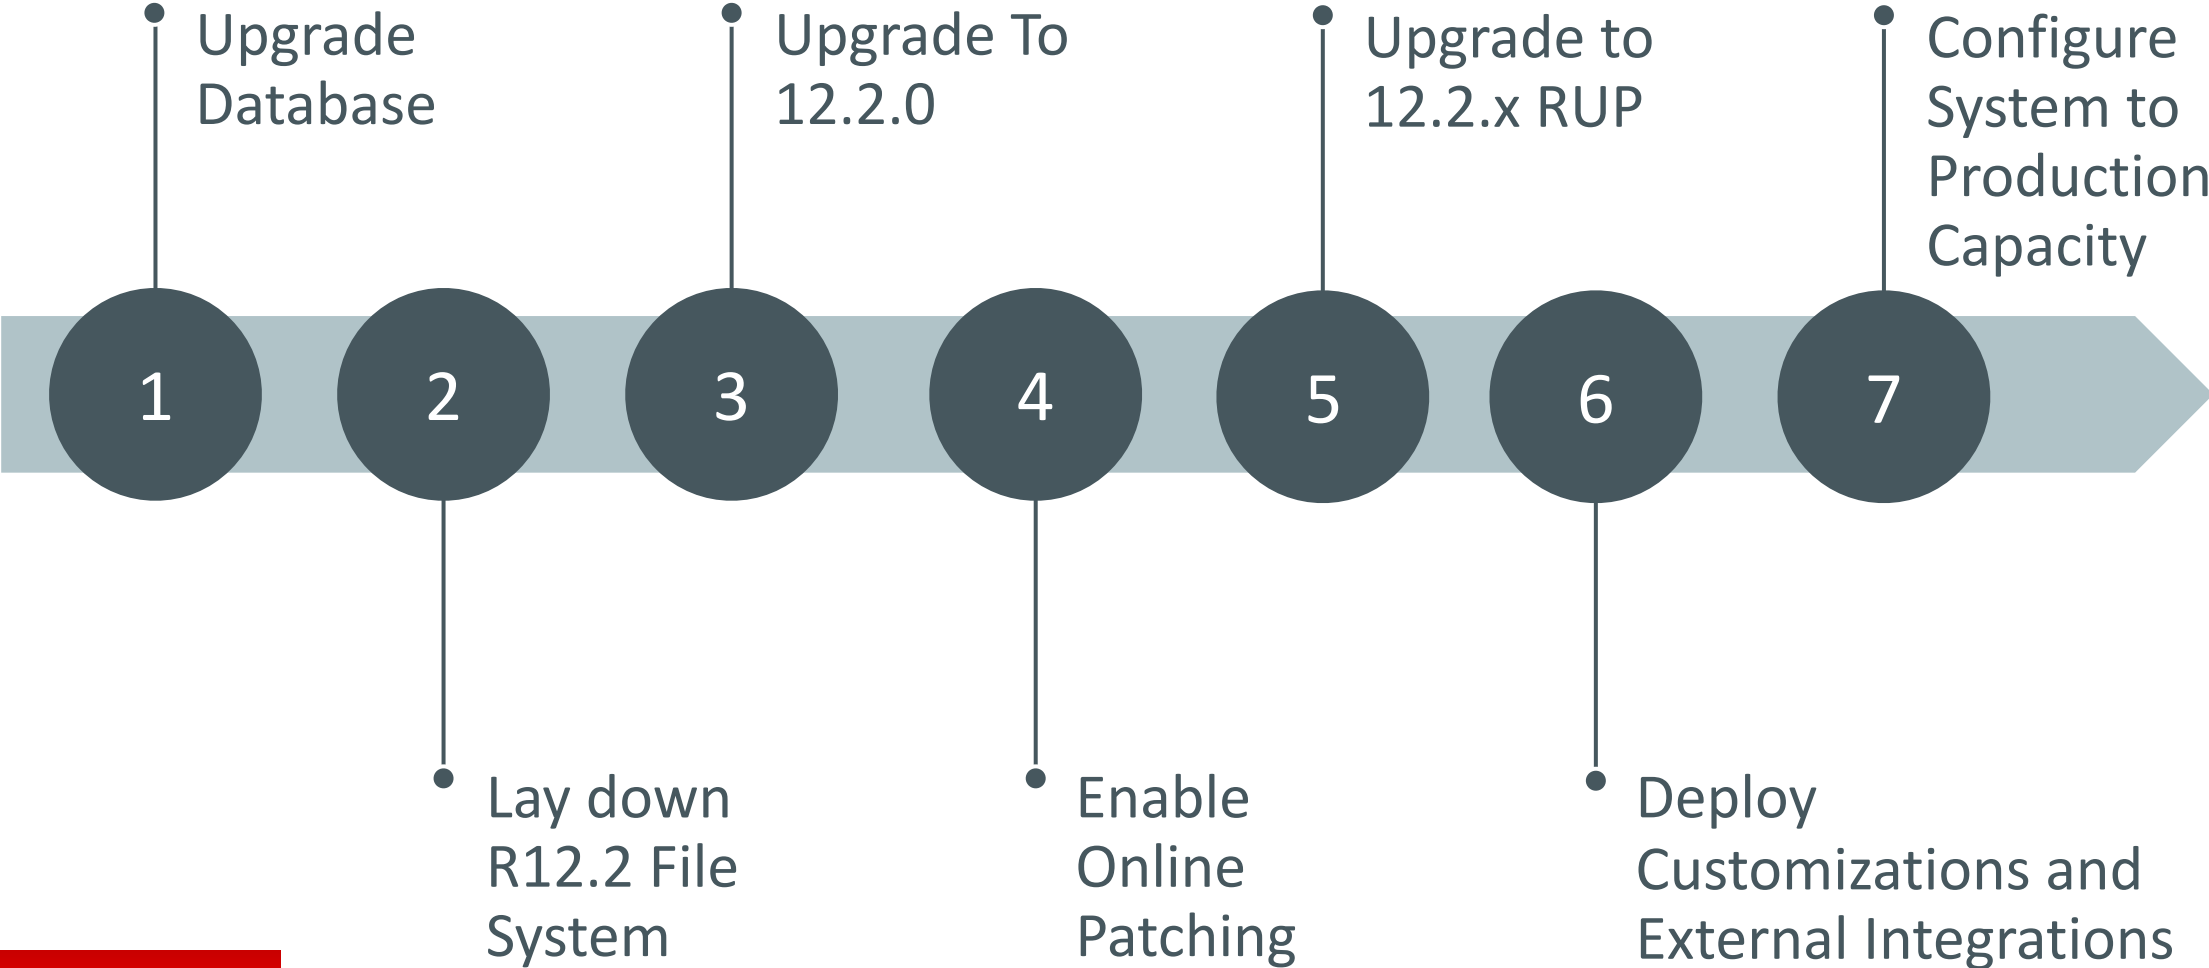 Upgrade
Database
Upgrade To
12.2.0
Upgrade to
12.2.x RUP
Configure
System to
Production
Capacity
1
2
3
4
5
6
7
Lay down
R12.2 File
System
Enable
Online
Patching
Deploy
Customizations and
External Integrations